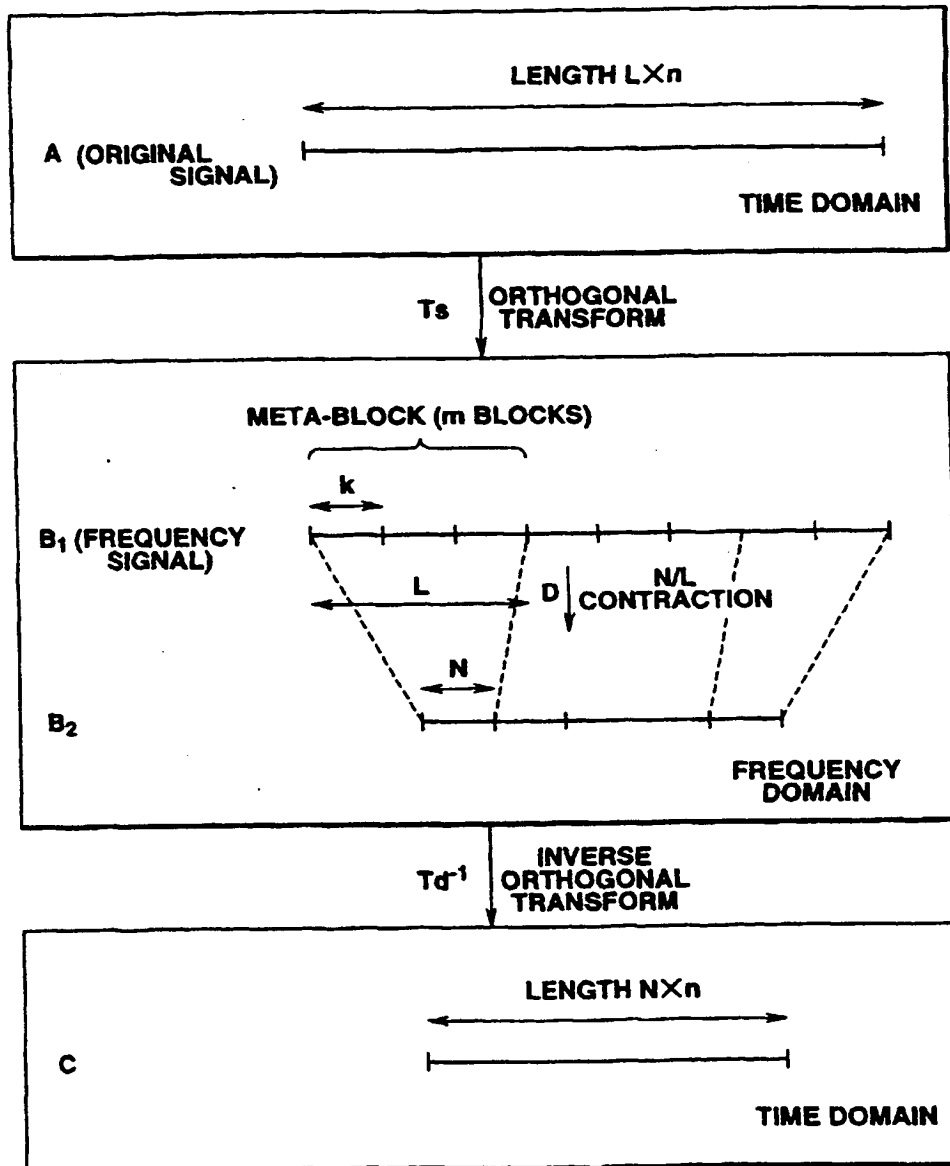 LENGTH L×n
A (ORIGINAL
SIGNAL)
TIME DOMAIN
Ts
ORTHOGONAL
TRANSFORM
META-BLOCK (m BLOCKS)
k
B1 (FREQUENCY
SIGNAL)
L
D
N/L
CONTRACTION
N
B2
FREQUENCY
DOMAIN
Td-1
INVERSE
ORTHOGONAL
TRANSFORM
LENGTH N×n
C
TIME DOMAIN